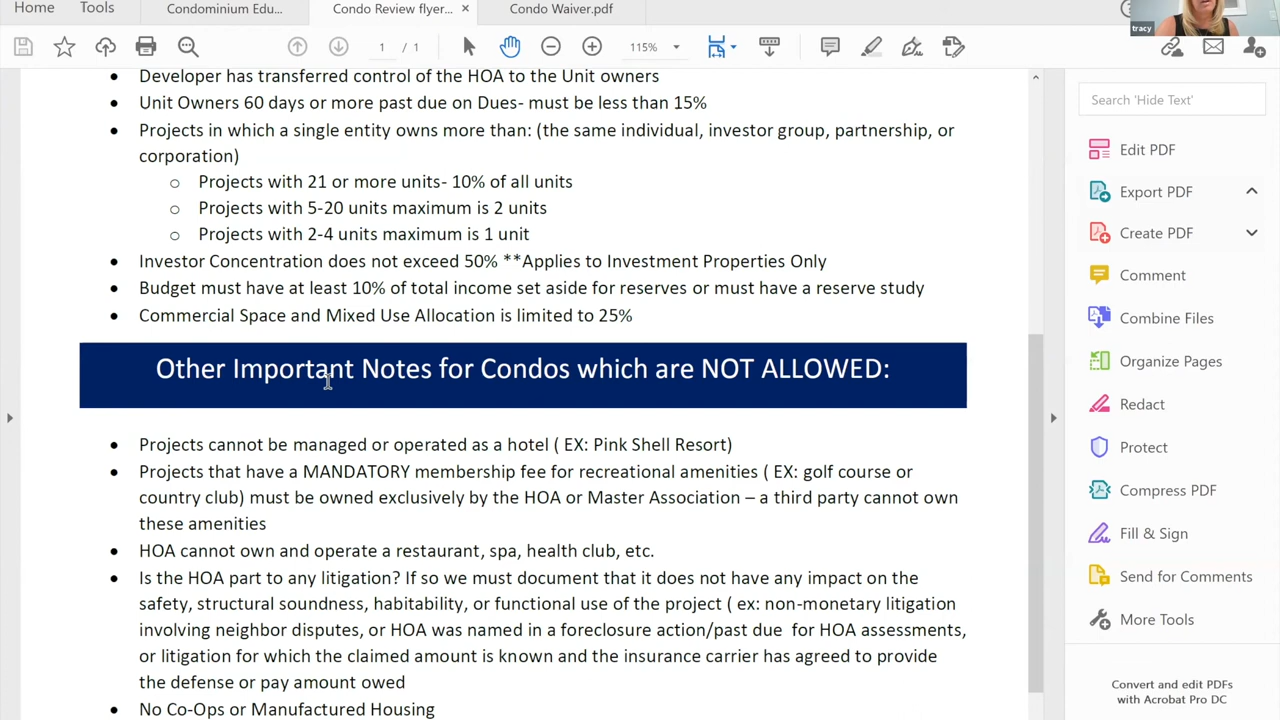 Home
Tools
Condominium Edu...
Condo Review flyer...
×
Condo Waiver.pdf
tracy
1 / 1
115%
Developer has transferred control of the HOA to the Unit owners
Unit Owners 60 days or more past due on Dues- must be less than 15%
Projects in which a single entity owns more than: (the same individual, investor group, partnership, or
corporation)
Projects with 21 or more units- 10% of all units
Projects with 5-20 units maximum is 2 units
Projects with 2-4 units maximum is 1 unit
Investor Concentration does not exceed 50% **Applies to Investment Properties Only
Budget must have at least 10% of total income set aside for reserves or must have a reserve study
Commercial Space and Mixed Use Allocation is limited to 25%
Other Important Notes for Condos which are NOT ALLOWED:
Projects cannot be managed or operated as a hotel ( EX: Pink Shell Resort)
Projects that have a MANDATORY membership fee for recreational amenities ( EX: golf course or
country club) must be owned exclusively by the HOA or Master Association – a third party cannot own
these amenities
HOA cannot own and operate a restaurant, spa, health club, etc.
Is the HOA part to any litigation? If so we must document that it does not have any impact on the
safety, structural soundness, habitability, or functional use of the project ( ex: non-monetary litigation
involving neighbor disputes, or HOA was named in a foreclosure action/past due  for HOA assessments,
or litigation for which the claimed amount is known and the insurance carrier has agreed to provide
the defense or pay amount owed
No Co-Ops or Manufactured Housing
Search 'Hide Text'
Edit PDF
Export PDF
Create PDF
Comment
Combine Files
Organize Pages
Redact
Protect
Compress PDF
Fill & Sign
Send for Comments
More Tools
Convert and edit PDFs
with Acrobat Pro DC